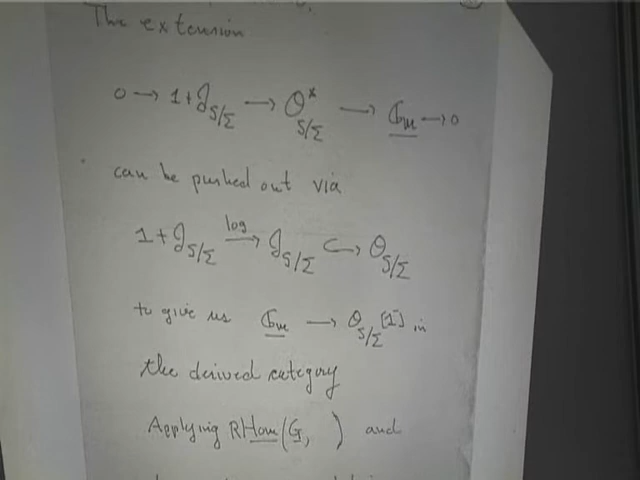 The extension
0 → 1+𝒥_{S/Σ} → 𝒪^*_{S/Σ} → 𝔾_m → 0
can be pushed out via
1+𝒥_{S/Σ} —log→ 𝒥_{S/Σ} ↪ 𝒪_{S/Σ}
to give us 𝔾_m → 𝒪_{S/Σ}[1] in
the derived category
Applying RHom(G, ) and